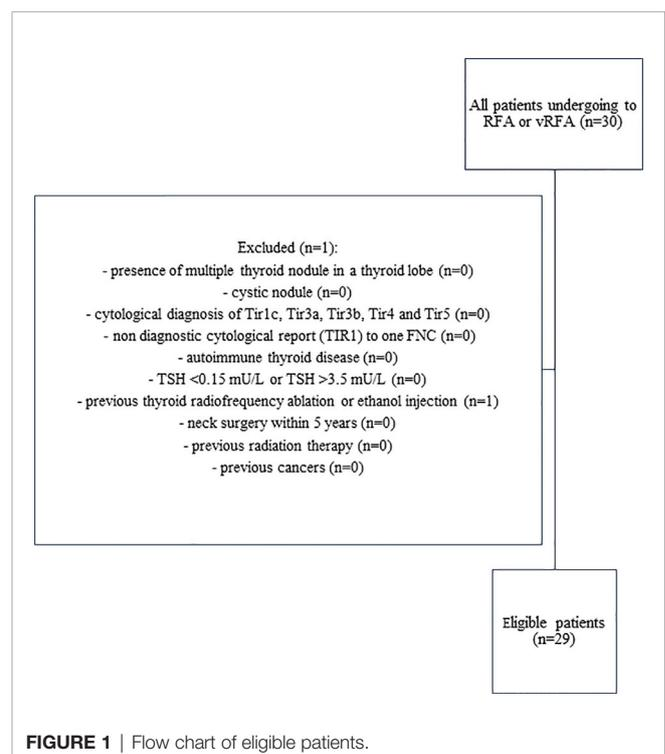 All patients undergoing to
RFA or vRFA (n=30)
Excluded (n=1):
- presence of multiple thyroid nodule in a thyroid lobe (n=0)
- cystic nodule (n=0)
- cytological diagnosis of Tir1c, Tir3a, Tir3b, Tir4 and Tir5 (n=0)
- non diagnostic cytological report (TIR1) to one FNC (n=0)
- autoimmune thyroid disease (n=0)
- TSH <0.15 mU/L or TSH >3.5 mU/L (n=0)
- previous thyroid radiofrequency ablation or ethanol injection (n=1)
- neck surgery within 5 years (n=0)
- previous radiation therapy (n=0)
- previous cancers (n=0)
Eligible patients
(n=29)
FIGURE 1 | Flow chart of eligible patients.